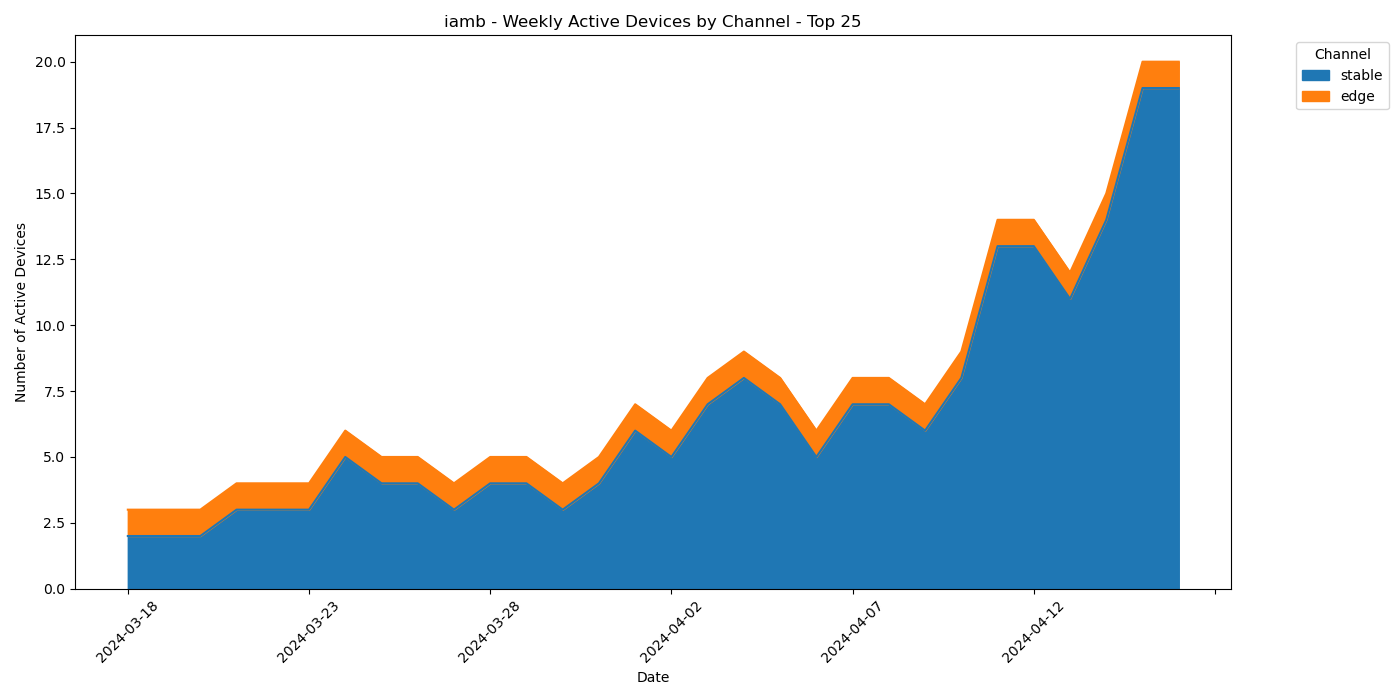 iamb - Weekly Active Devices by Channel - Top 25
Channel
stable
edge
Number of Active Devices
20.0
17.5
15.0
12.5
10.0
7.5
5.0
2.5
0.0
2024-03-18
2024-03-23
2024-03-28
2024-04-02
2024-04-07
2024-04-12
Date